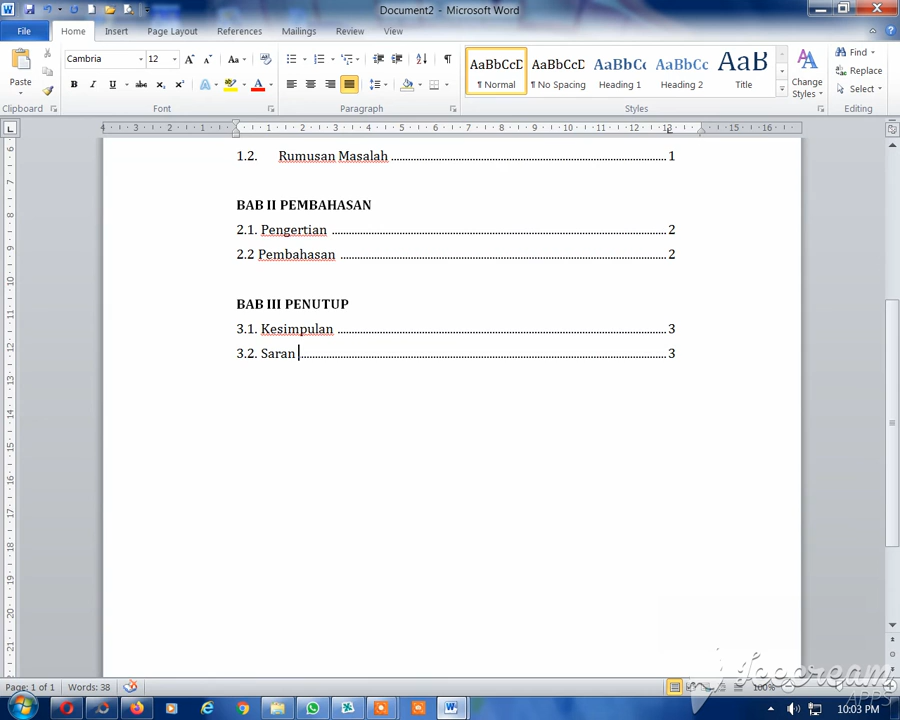 Document2 - Microsoft Word
File Home Insert Page Layout References Mailings Review View
Cambria 12
Paste
AaBbCcD AaBbCcD AaBbCc AaBbCc AaB
¶ Normal ¶ No Spacing Heading 1 Heading 2 Title
Change Styles
Find
Replace
Select
Clipboard Font Paragraph Styles Editing
1.2. Rumusan Masalah ........................................ 1
BAB II PEMBAHASAN
2.1. Pengertian ........................................ 2
2.2 Pembahasan ........................................ 2
BAB III PENUTUP
3.1. Kesimpulan ........................................ 3
3.2. Saran ........................................ 3
Icecream
APPS
Page: 1 of 1 Words: 38 100%
10:03 PM